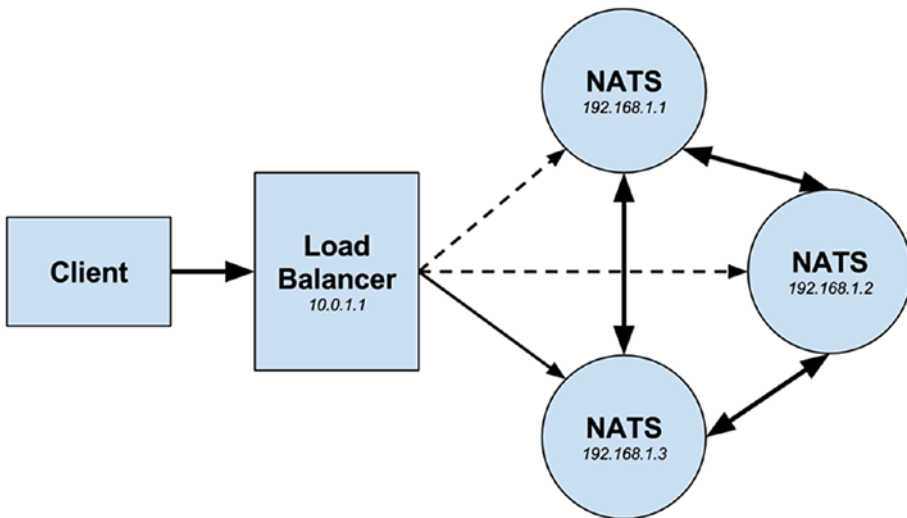 NATS
192.168.1.1
Client
Load
Balancer
10.0.1.1
NATS
192.168.1.2
NATS
192.168.1.3